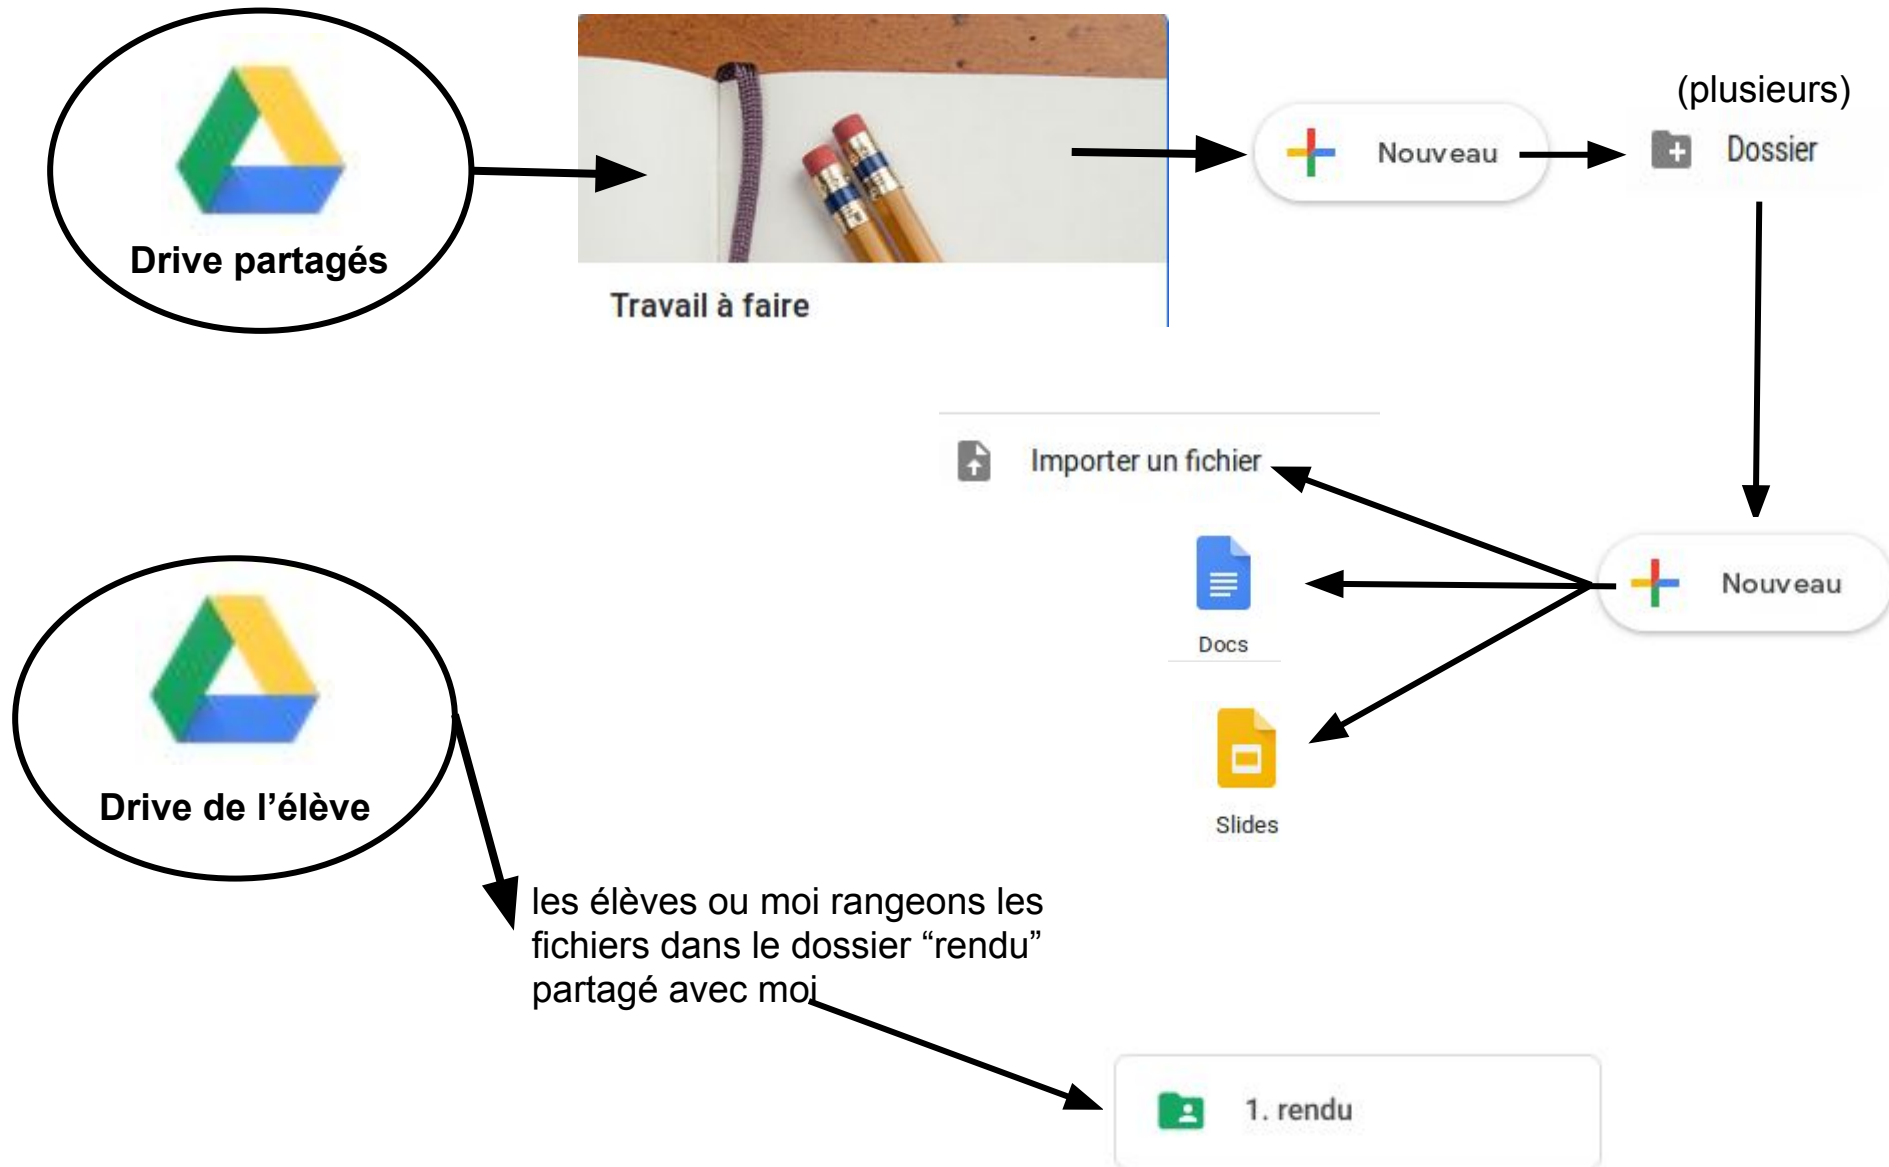 (plusieurs)
Nouveau
Dossier
Drive partagés
Travail à faire
Importer un fichier
Nouveau
Docs
Slides
Drive de l’élève
les élèves ou moi rangeons les
fichiers dans le dossier “rendu”
partagé avec moi
1. rendu